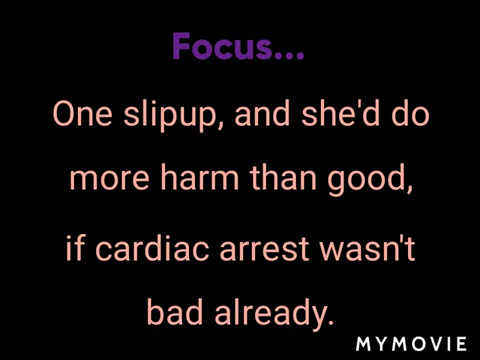 Focus...
One slipup, and she'd do
more harm than good,
if cardiac arrest wasn't
bad already.
MYMOVIE